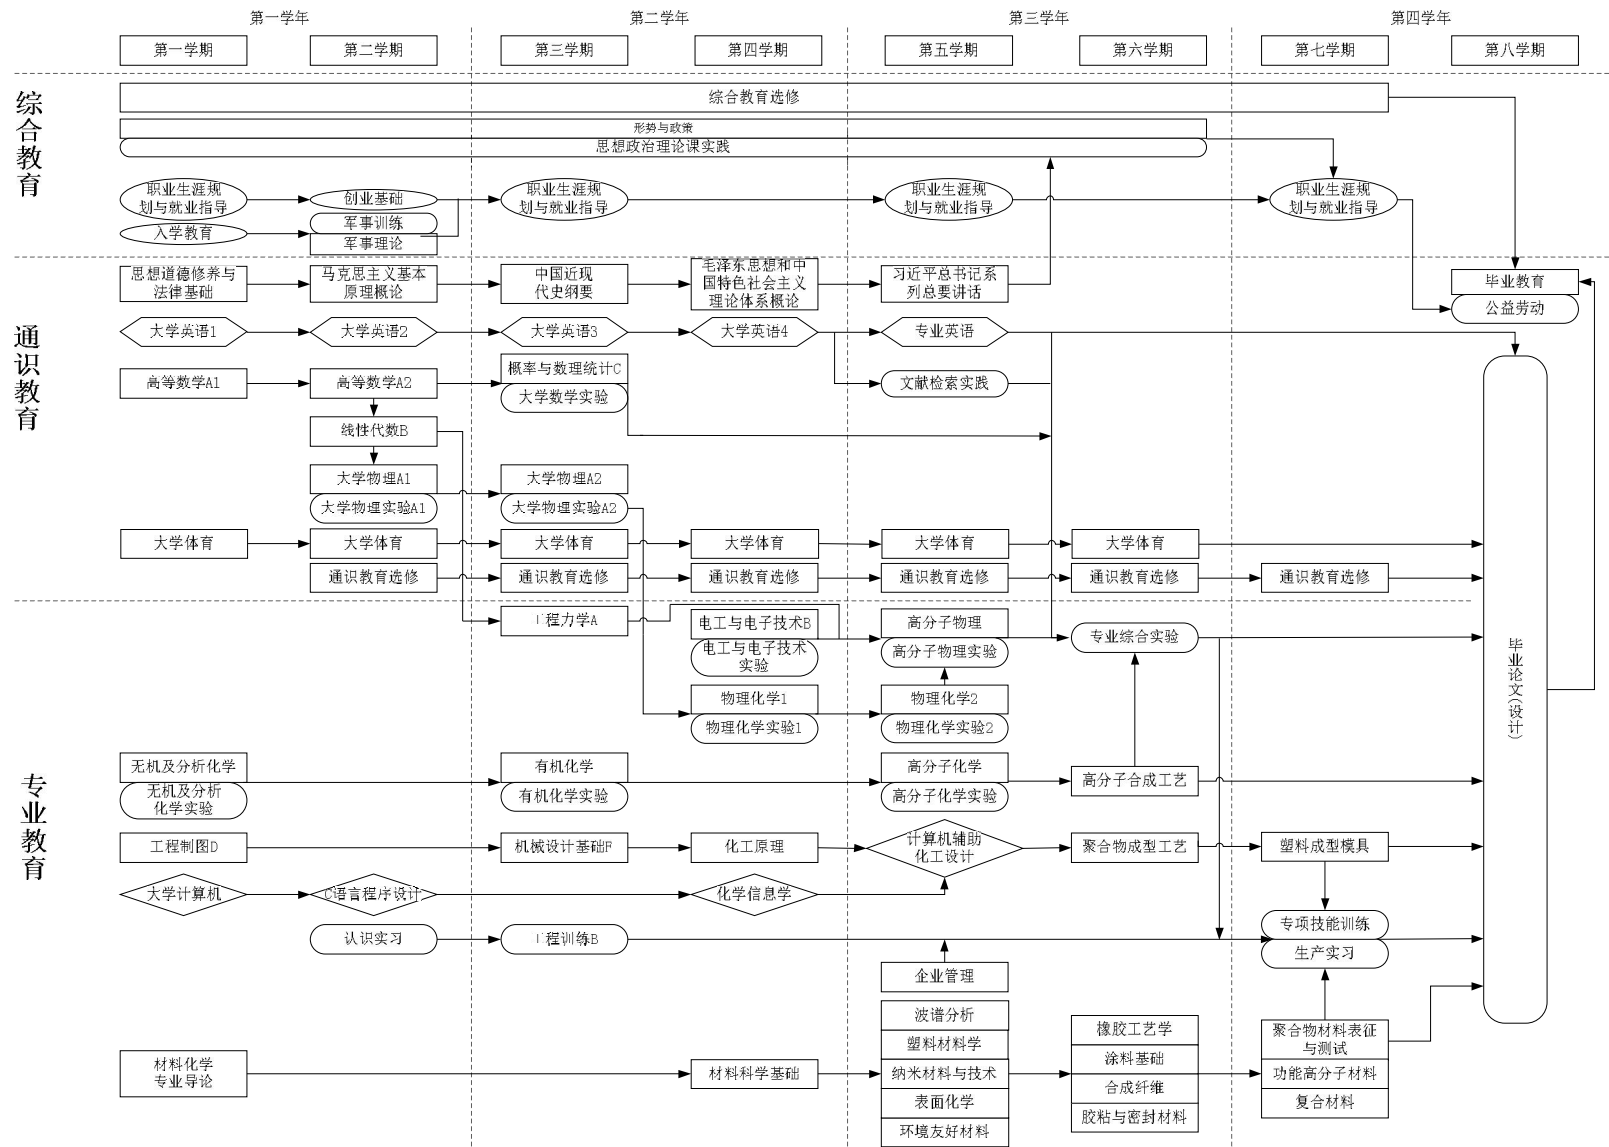 第一学年
第二学年
第三学年
第四学年
第一学期
第二学期
第三学期
第四学期
第五学期
第六学期
第七学期
第八学期
综合教育
综合教育选修
形势与政策
思想政治理论课实践
职业生涯规
划与就业指导
创业基础
职业生涯规
划与就业指导
职业生涯规
划与就业指导
职业生涯规
划与就业指导
军事训练
入学教育
军事理论
通识教育
思想道德修养与
法律基础
马克思主义基本
原理概论
中国近现
代史纲要
毛泽东思想和中
国特色社会主义
理论体系概论
习近平总书记系
列总要讲话
毕业教育
公益劳动
大学英语1
大学英语2
大学英语3
大学英语4
专业英语
高等数学A1
高等数学A2
概率与数理统计C
大学数学实验
文献检索实践
线性代数B
大学物理A1
大学物理实验A1
大学物理A2
大学物理实验A2
大学体育
大学体育
大学体育
大学体育
大学体育
大学体育
通识教育选修
通识教育选修
通识教育选修
通识教育选修
通识教育选修
通识教育选修
专业教育
工程力学A
电工与电子技术B
电工与电子技术
实验
高分子物理
高分子物理实验
专业综合实验
毕业论文(设计)
物理化学1
物理化学实验1
物理化学2
物理化学实验2
无机及分析化学
无机及分析
化学实验
有机化学
有机化学实验
高分子化学
高分子化学实验
高分子合成工艺
工程制图D
机械设计基础F
化工原理
计算机辅助
化工设计
聚合物成型工艺
塑料成型模具
大学计算机
C语言程序设计
化学信息学
认识实习
工程训练B
专项技能训练
生产实习
企业管理
材料化学
专业导论
材料科学基础
波谱分析
塑料材料学
纳米材料与技术
表面化学
环境友好材料
橡胶工艺学
涂料基础
合成纤维
胶粘与密封材料
聚合物材料表征
与测试
功能高分子材料
复合材料